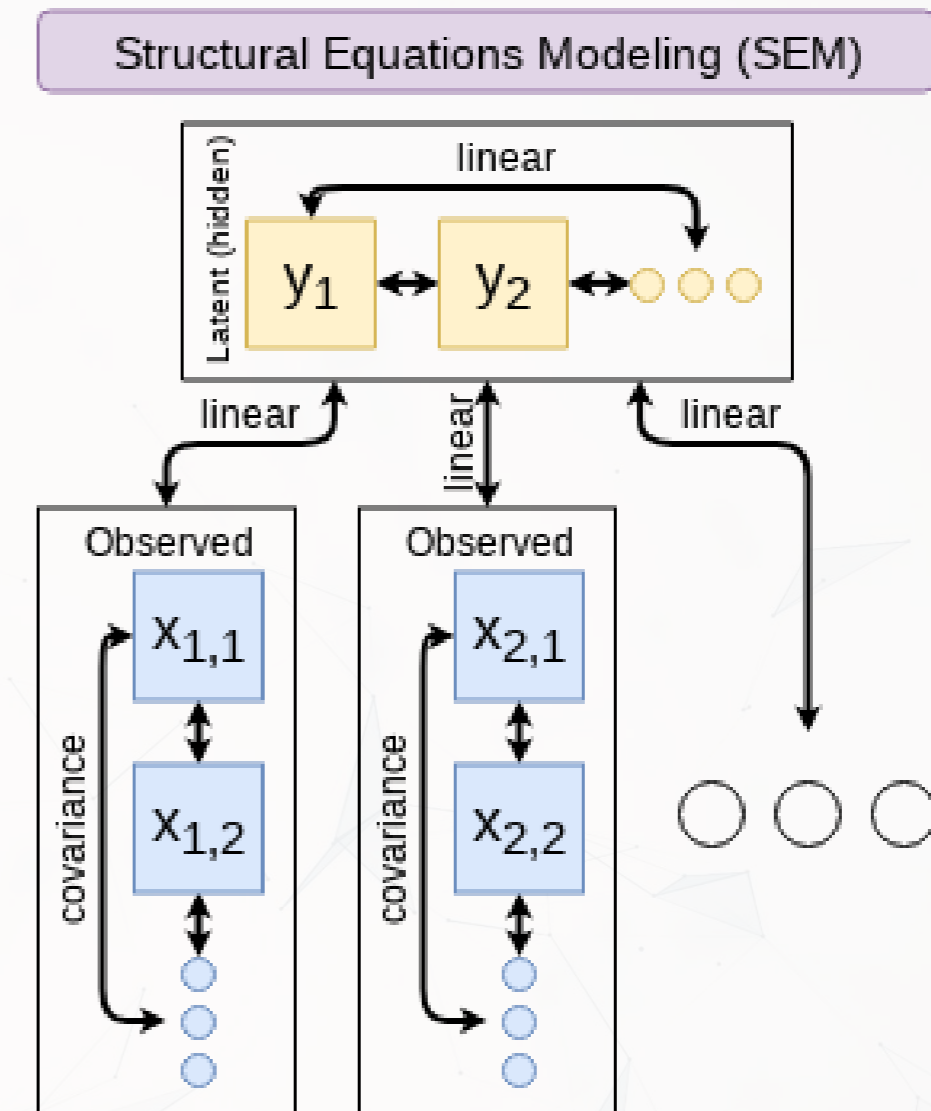 Structural Equations Modeling (SEM)
Latent (hidden)
linear
y1
y2
linear
linear
linear
Observed
x1,1
covariance
x1,2
Observed
x2,1
covariance
x2,2